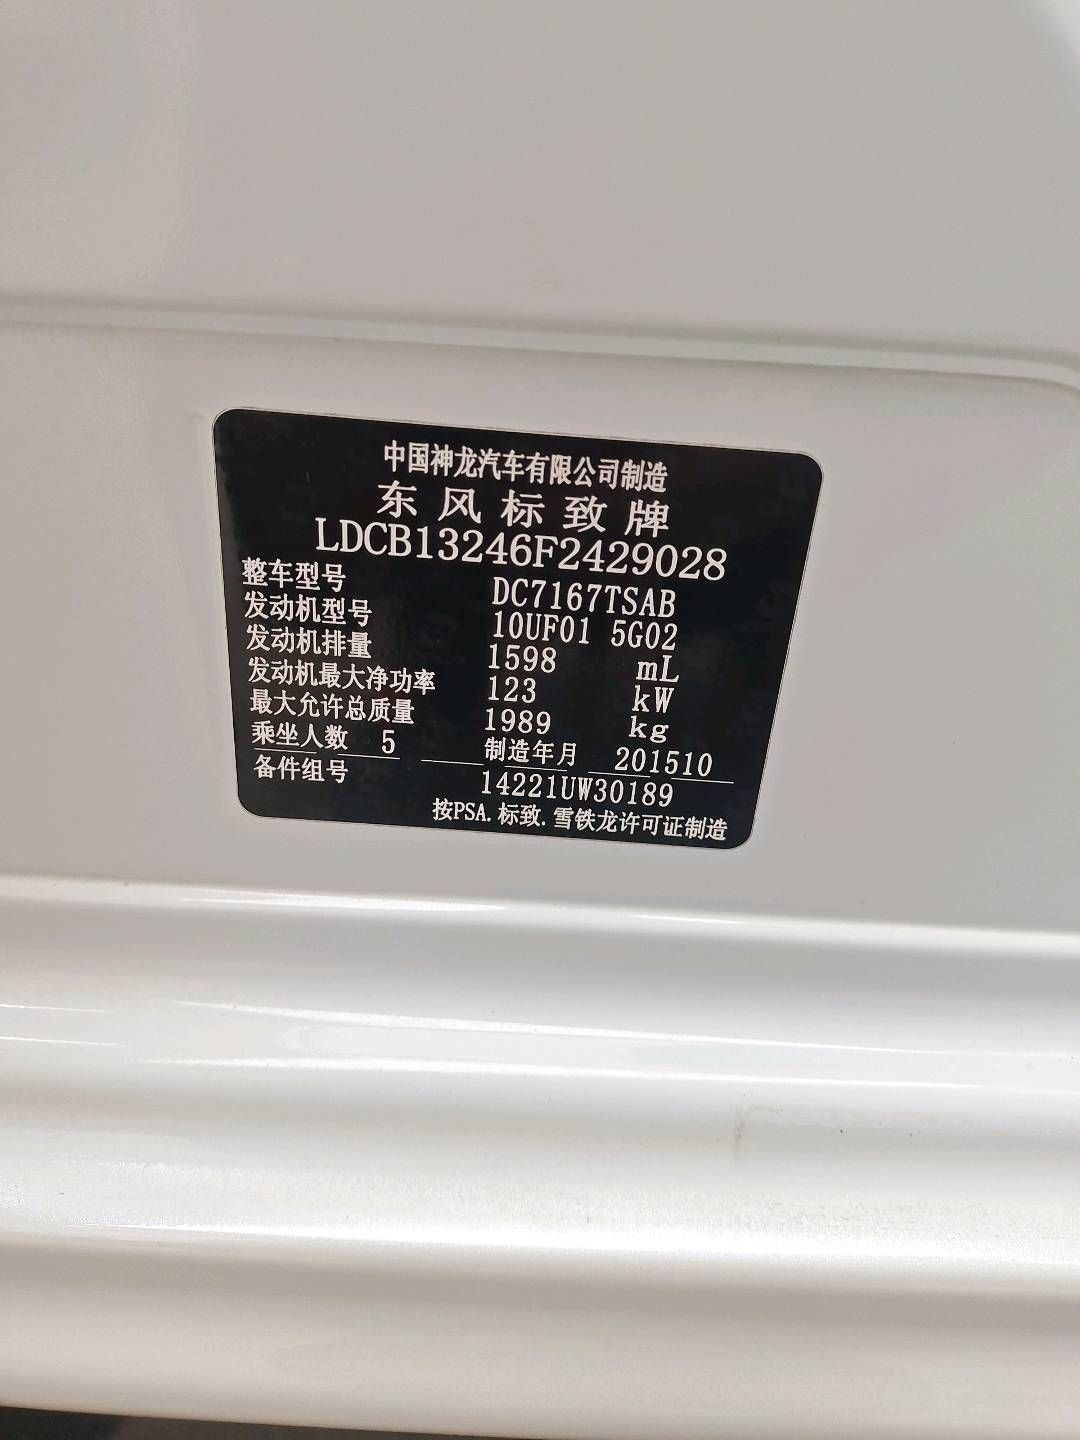 中国神龙汽车有限公司制造
东风标致牌
LDCB13246F2429028
整车型号 DC7167TSAB
发动机型号 10UF01 5G02
发动机排量 1598 mL
发动机最大净功率 123 kW
最大允许总质量 1989 kg
乘坐人数 5 制造年月 201510
备件组号 14221UW30189
按PSA.标致.雪铁龙许可证制造